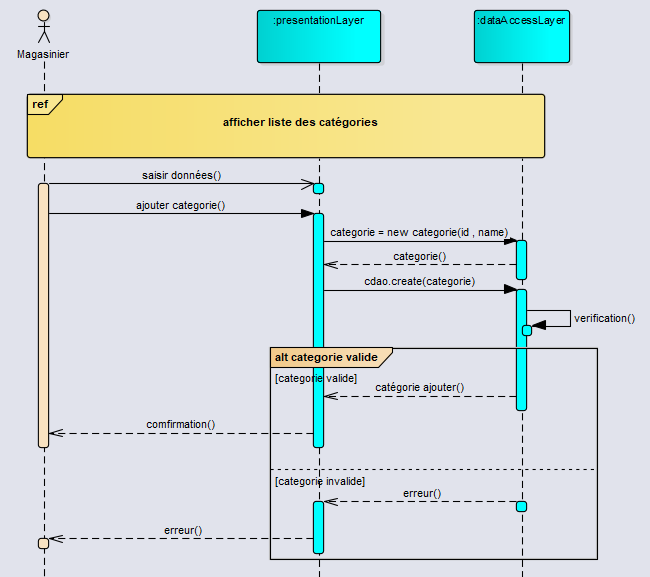 Magasinier
:presentationLayer
:dataAccessLayer
ref
afficher liste des catégories
saisir données()
ajouter categorie()
categorie = new categorie(id , name)
categorie()
cdao.create(categorie)
verification()
alt categorie valide
[categorie valide]
catégorie ajouter()
comfirmation()
[categorie invalide]
erreur()
erreur()